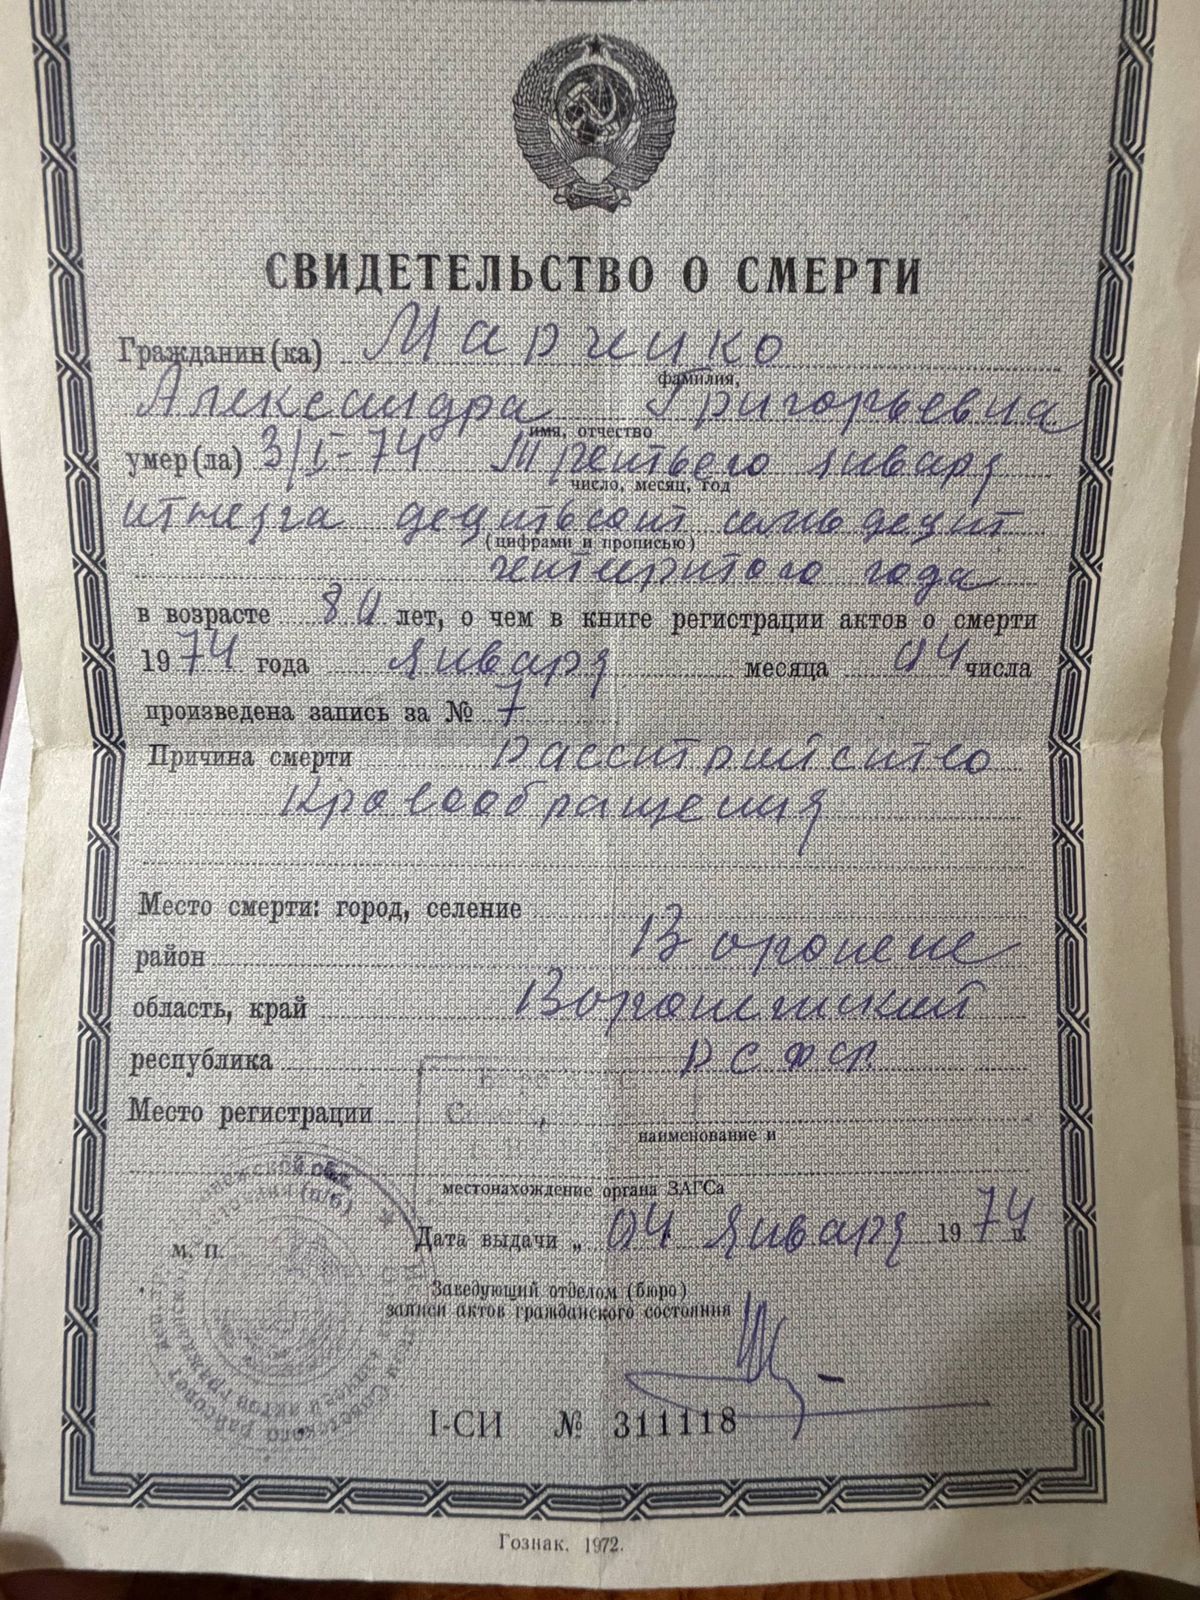 СВИДЕТЕЛЬСТВО О СМЕРТИ
Гражданин(ка) Марчико
фамилия,
Александра Григорьевна
имя, отчество
умер(ла) 3/I-74 Третьего января
число, месяц, год
девятьсот семьдесят
(цифрами и прописью)
четвертого года
в возрасте 80 лет, о чем в книге регистрации актов о смерти
1974 года января месяца 04 числа
произведена запись за № 7
Причина смерти Расстройство
Кровообращения
Место смерти: город, селение
район Воронеж
область, край
республика РСФСР
Место регистрации
наименование и
местонахождение органа ЗАГСа
Дата выдачи „ 04 января 1974 г.
м. п.
Заведующий отделом (бюро)
записи актов гражданского состояния
I-СИ № 311118
Гознак. 1972.